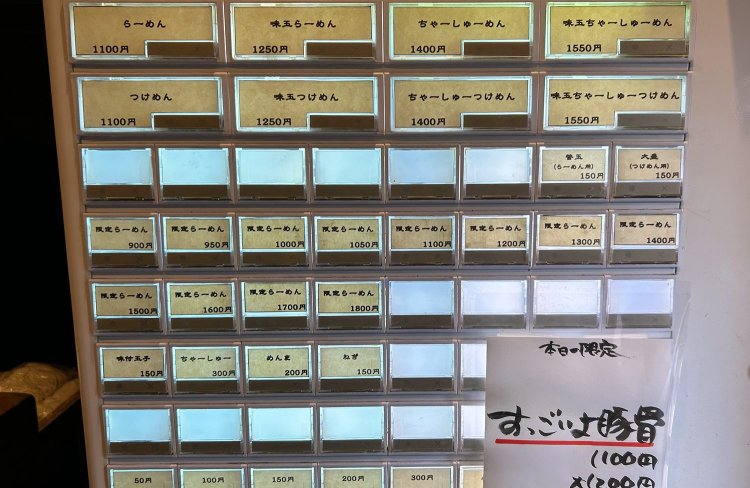 らーめん
1100円
味玉らーめん
1250円
ちゃーしゅーめん
1400円
味玉ちゃーしゅーめん
1550円
つけめん
1100円
味玉つけめん
1250円
ちゃーしゅーつけめん
1400円
味玉ちゃーしゅーつけめん
1550円
替玉
(らーめん用)
150円
大盛
(つけめん用)
150円
限定らーめん
900円
限定らーめん
950円
限定らーめん
1000円
限定らーめん
1050円
限定らーめん
1100円
限定らーめん
1200円
限定らーめん
1300円
限定らーめん
1400円
限定らーめん
1500円
限定らーめん
1600円
限定らーめん
1700円
限定らーめん
1800円
味付玉子
150円
ちゃーしゅー
300円
めんま
200円
ねぎ
150円
50円
100円
150円
200円
300円
本日の限定
すっごいよ豚骨
1100円